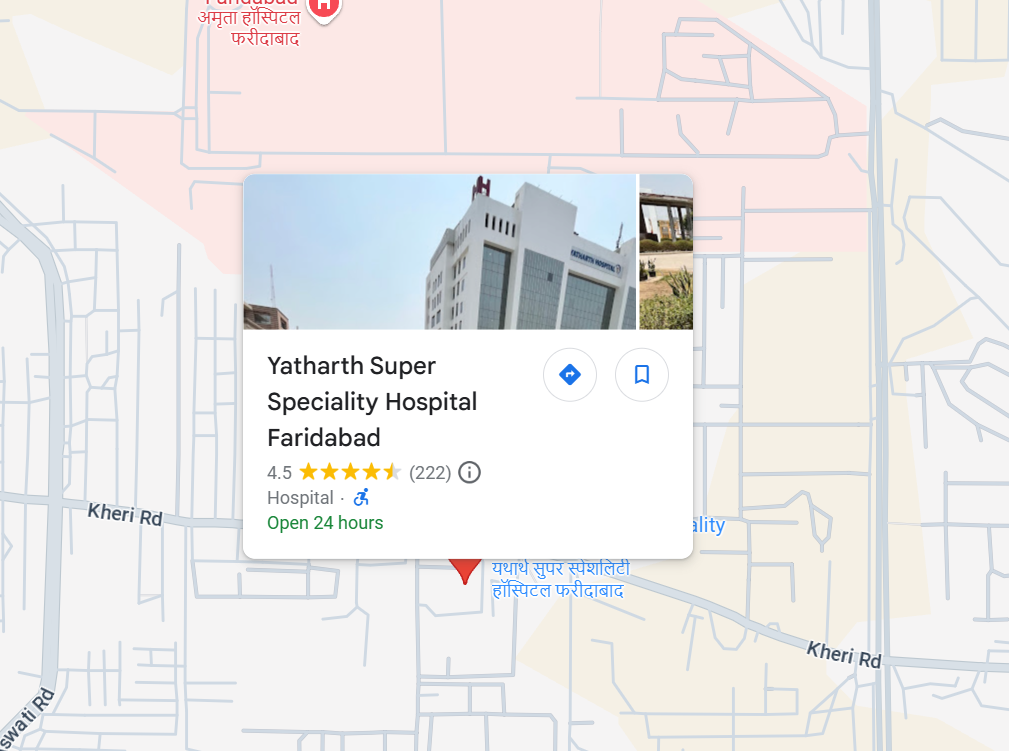 अमृता हॉस्पिटल
फरीदाबाद
YATHARTH HOSPITAL
Yatharth Super
Speciality Hospital
Faridabad
4.5 (222)
Hospital ·
Open 24 hours
Kheri Rd
ality
यथार्थ सुपर स्पेशलिटी
हॉस्पिटल फरीदाबाद
Kheri Rd
swati Rd